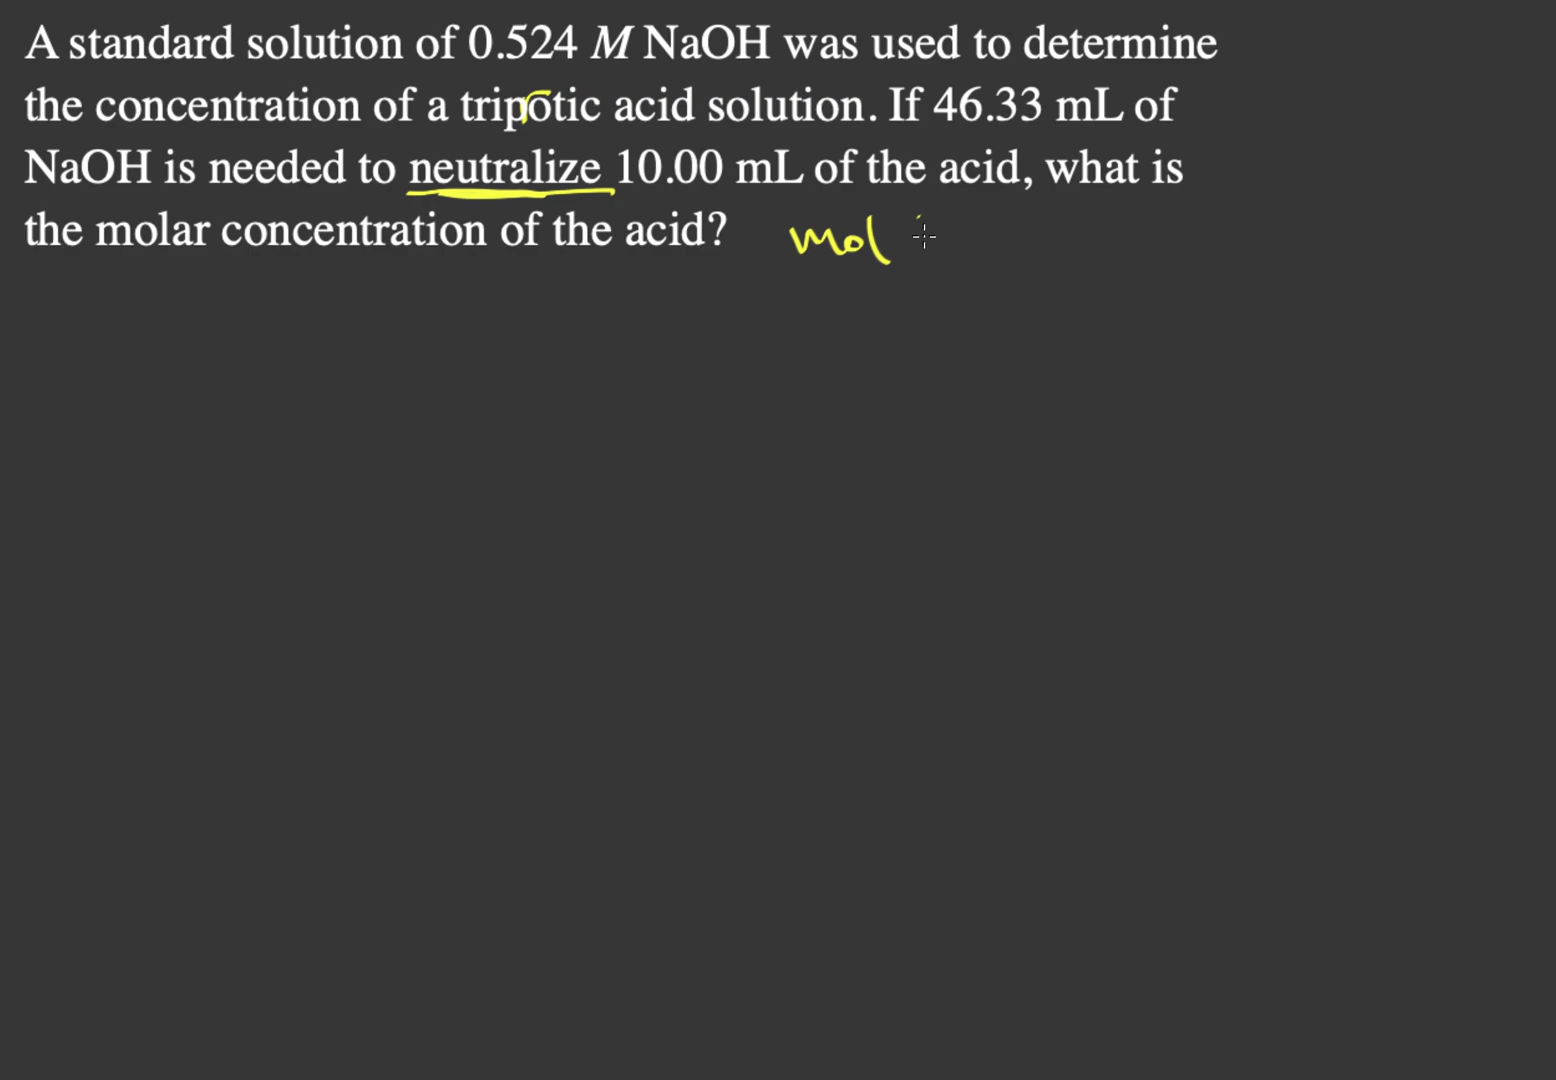 A standard solution of 0.524 M NaOH was used to determine
the concentration of a tripotic acid solution. If 46.33 mL of
NaOH is needed to neutralize 10.00 mL of the acid, what is
the molar concentration of the acid? mol